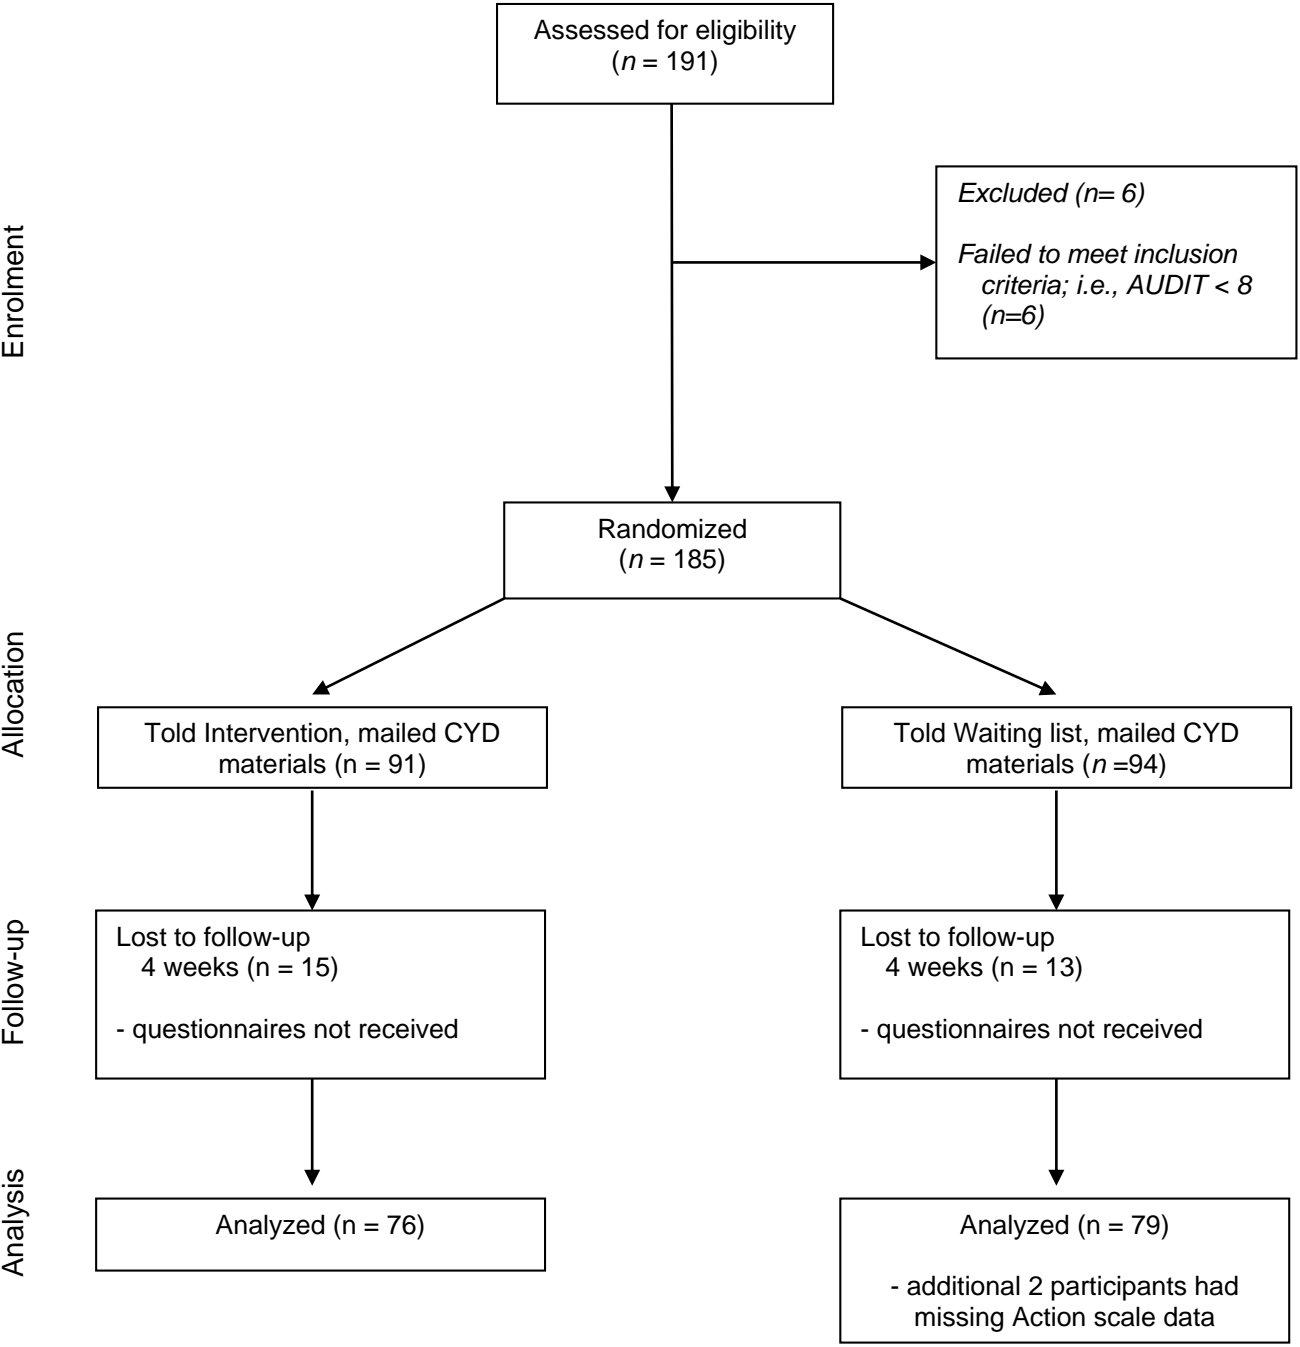 Assessed for eligibility
(n = 191)
Enrolment
Excluded (n= 6)
Failed to meet inclusion
criteria; i.e., AUDIT < 8
(n=6)
Randomized
(n = 185)
Allocation
Told Intervention, mailed CYD
materials (n = 91)
Told Waiting list, mailed CYD
materials (n =94)
Follow-up
Lost to follow-up
4 weeks (n = 15)
- questionnaires not received
Lost to follow-up
4 weeks (n = 13)
- questionnaires not received
Analysis
Analyzed (n = 76)
Analyzed (n = 79)
- additional 2 participants had
missing Action scale data